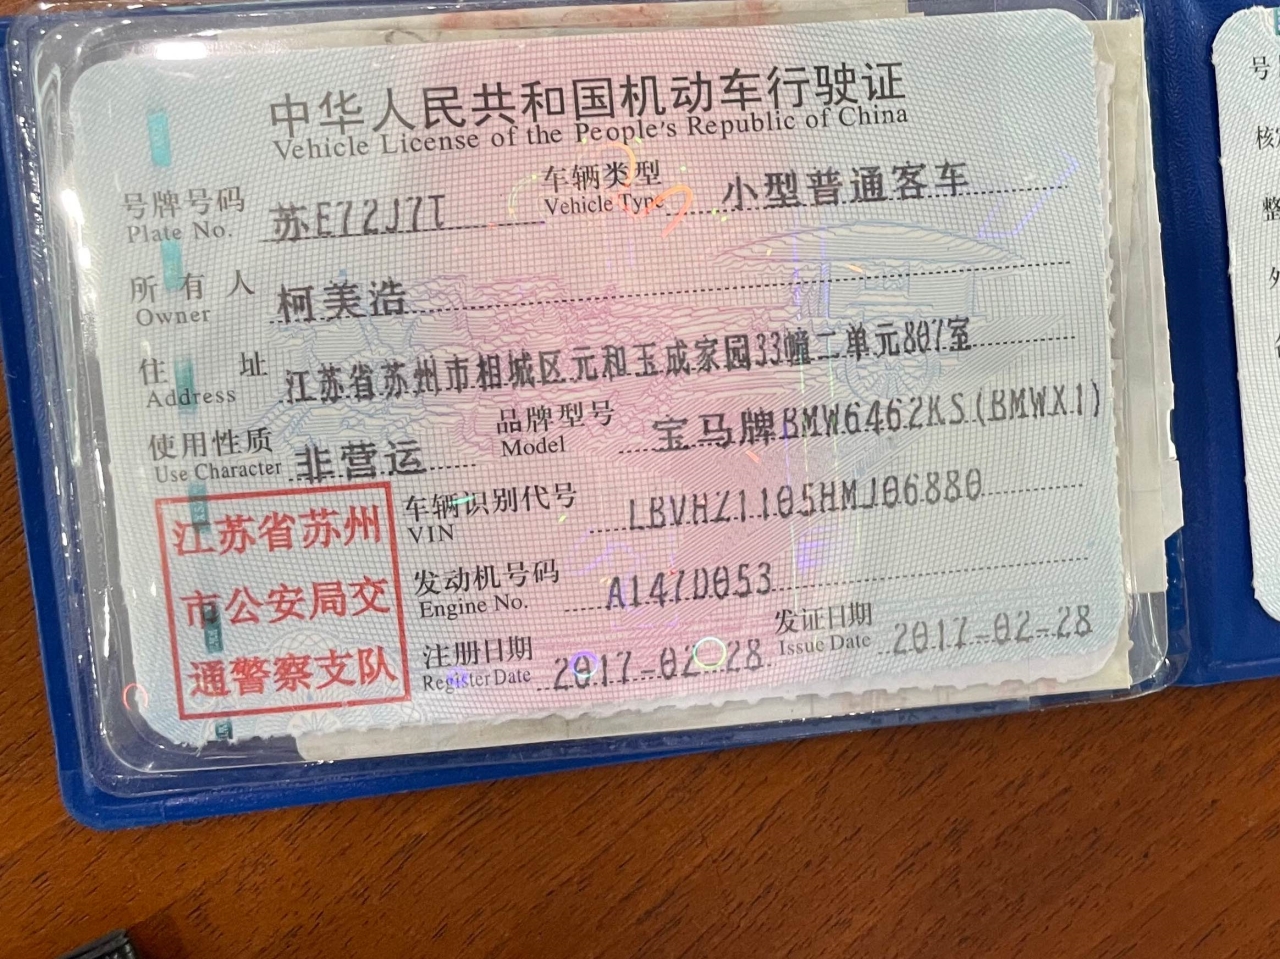 中华人民共和国机动车行驶证
Vehicle License of the People's Republic of China
号牌号码 苏E72J7T 车辆类型 小型普通客车
Plate No. Vehicle Type
所有人 柯美浩
Owner
住址 江苏省苏州市相城区元和玉成家园33幢二单元807室
Address
使用性质 非营运 品牌型号 宝马牌BMW6462KS(BMWX1)
Use Character Model
车辆识别代号 LBVHZ1105HMJ06880
VIN
发动机号码 A147D053
Engine No.
注册日期 2017-02-28 发证日期 2017-02-28
Register Date Issue Date
江苏省苏州
市公安局交
通警察支队
号
核
整
外